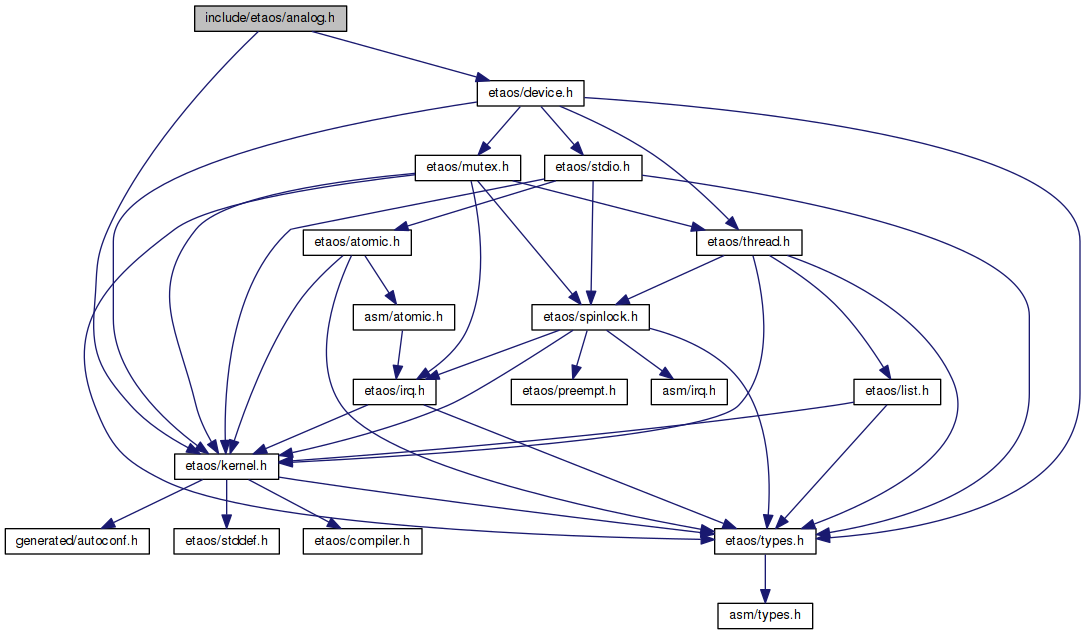 include/etaos/analog.h
etaos/device.h
etaos/mutex.h
etaos/stdio.h
etaos/atomic.h
etaos/thread.h
asm/atomic.h
etaos/spinlock.h
etaos/irq.h
etaos/preempt.h
asm/irq.h
etaos/list.h
etaos/kernel.h
generated/autoconf.h
etaos/stddef.h
etaos/compiler.h
etaos/types.h
asm/types.h